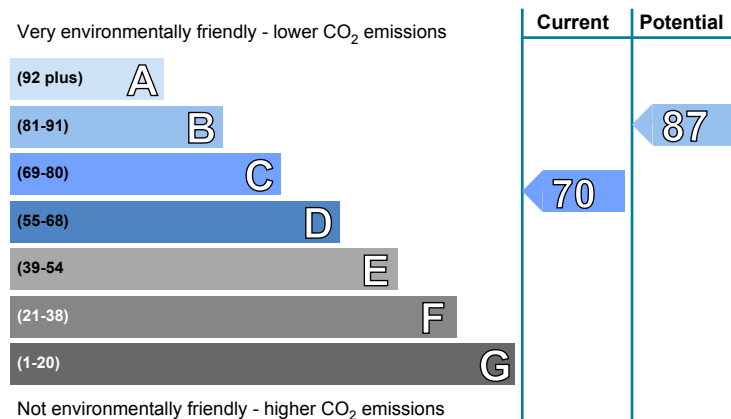 Very environmentally friendly - lower CO2 emissions
Current
Potential
(92 plus) A
(81-91) B
87
(69-80) C
70
(55-68) D
(39-54 E
(21-38) F
(1-20) G
Not environmentally friendly - higher CO2 emissions